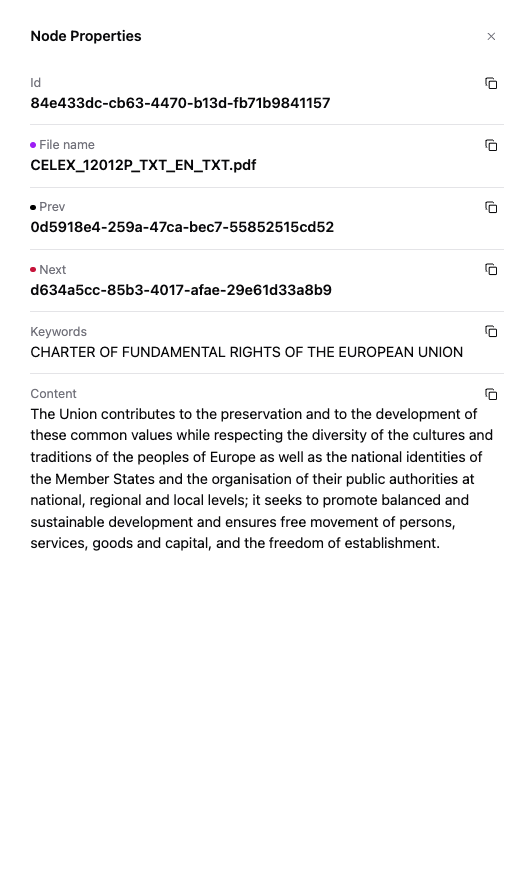 Node Properties
Id
84e433dc-cb63-4470-b13d-fb71b9841157
File name
CELEX_12012P_TXT_EN_TXT.pdf
Prev
0d5918e4-259a-47ca-bec7-55852515cd52
Next
d634a5cc-85b3-4017-afae-29e61d33a8b9
Keywords
CHARTER OF FUNDAMENTAL RIGHTS OF THE EUROPEAN UNION
Content
The Union contributes to the preservation and to the development of
these common values while respecting the diversity of the cultures and
traditions of the peoples of Europe as well as the national identities of
the Member States and the organisation of their public authorities at
national, regional and local levels; it seeks to promote balanced and
sustainable development and ensures free movement of persons,
services, goods and capital, and the freedom of establishment.